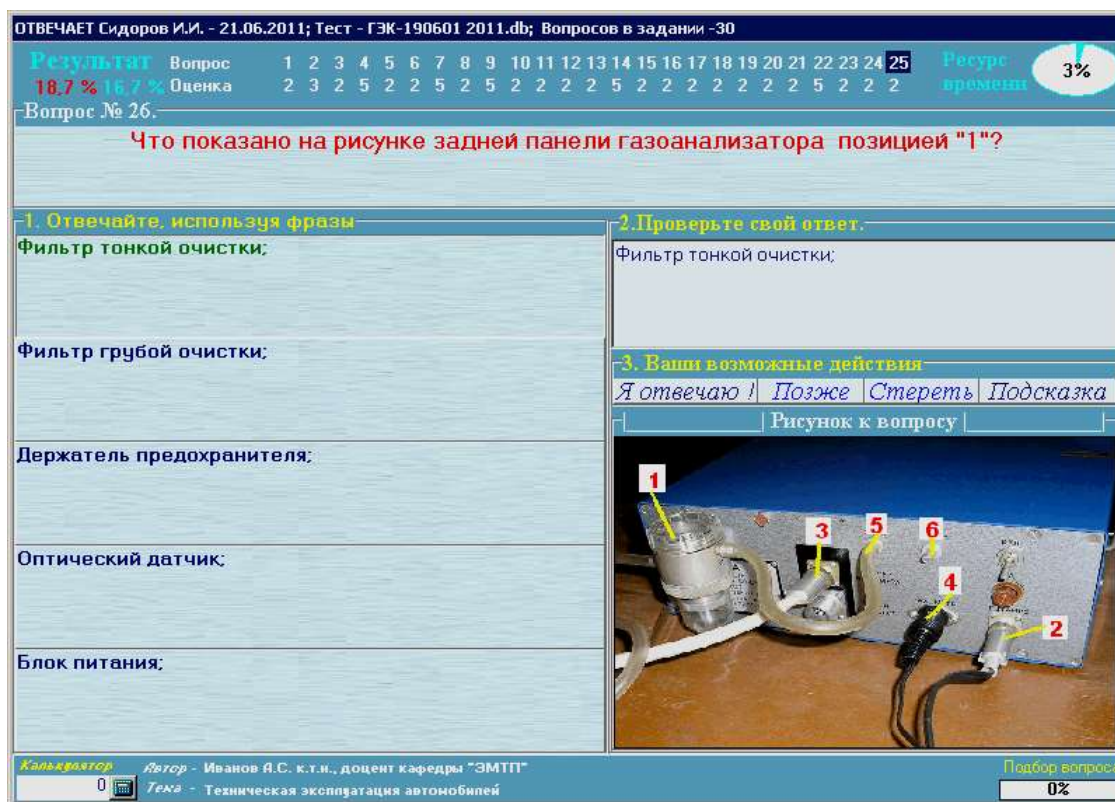 ОТВЕЧАЕТ Сидоров И.И. - 21.06.2011; Тест - ГЭК-190601 2011.db; Вопросов в задании -30
Результат Вопрос 1 2 3 4 5 6 7 8 9 10 11 12 13 14 15 16 17 18 19 20 21 22 23 24 25 Ресурс времени 3%
18,7 % 16,7 % Оценка 2 3 2 5 2 2 5 2 5 2 2 2 2 5 2 2 2 2 2 2 2 5 2 2 2
Вопрос № 26.
Что показано на рисунке задней панели газоанализатора позицией "1"?
1. Отвечайте, используя фразы
Фильтр тонкой очистки;
Фильтр грубой очистки;
Держатель предохранителя;
Оптический датчик;
Блок питания;
2.Проверьте свой ответ.
Фильтр тонкой очистки;
3. Ваши возможные действия
Я отвечаю ! Позже Стереть Подсказка
Рисунок к вопросу
1
3
5
6
4
2
Калькулятор
0
Автор - Иванов А.С. к.т.н., доцент кафедры "ЭМТП"
Тема - Техническая эксплуатация автомобилей
Подбор вопроса
0%